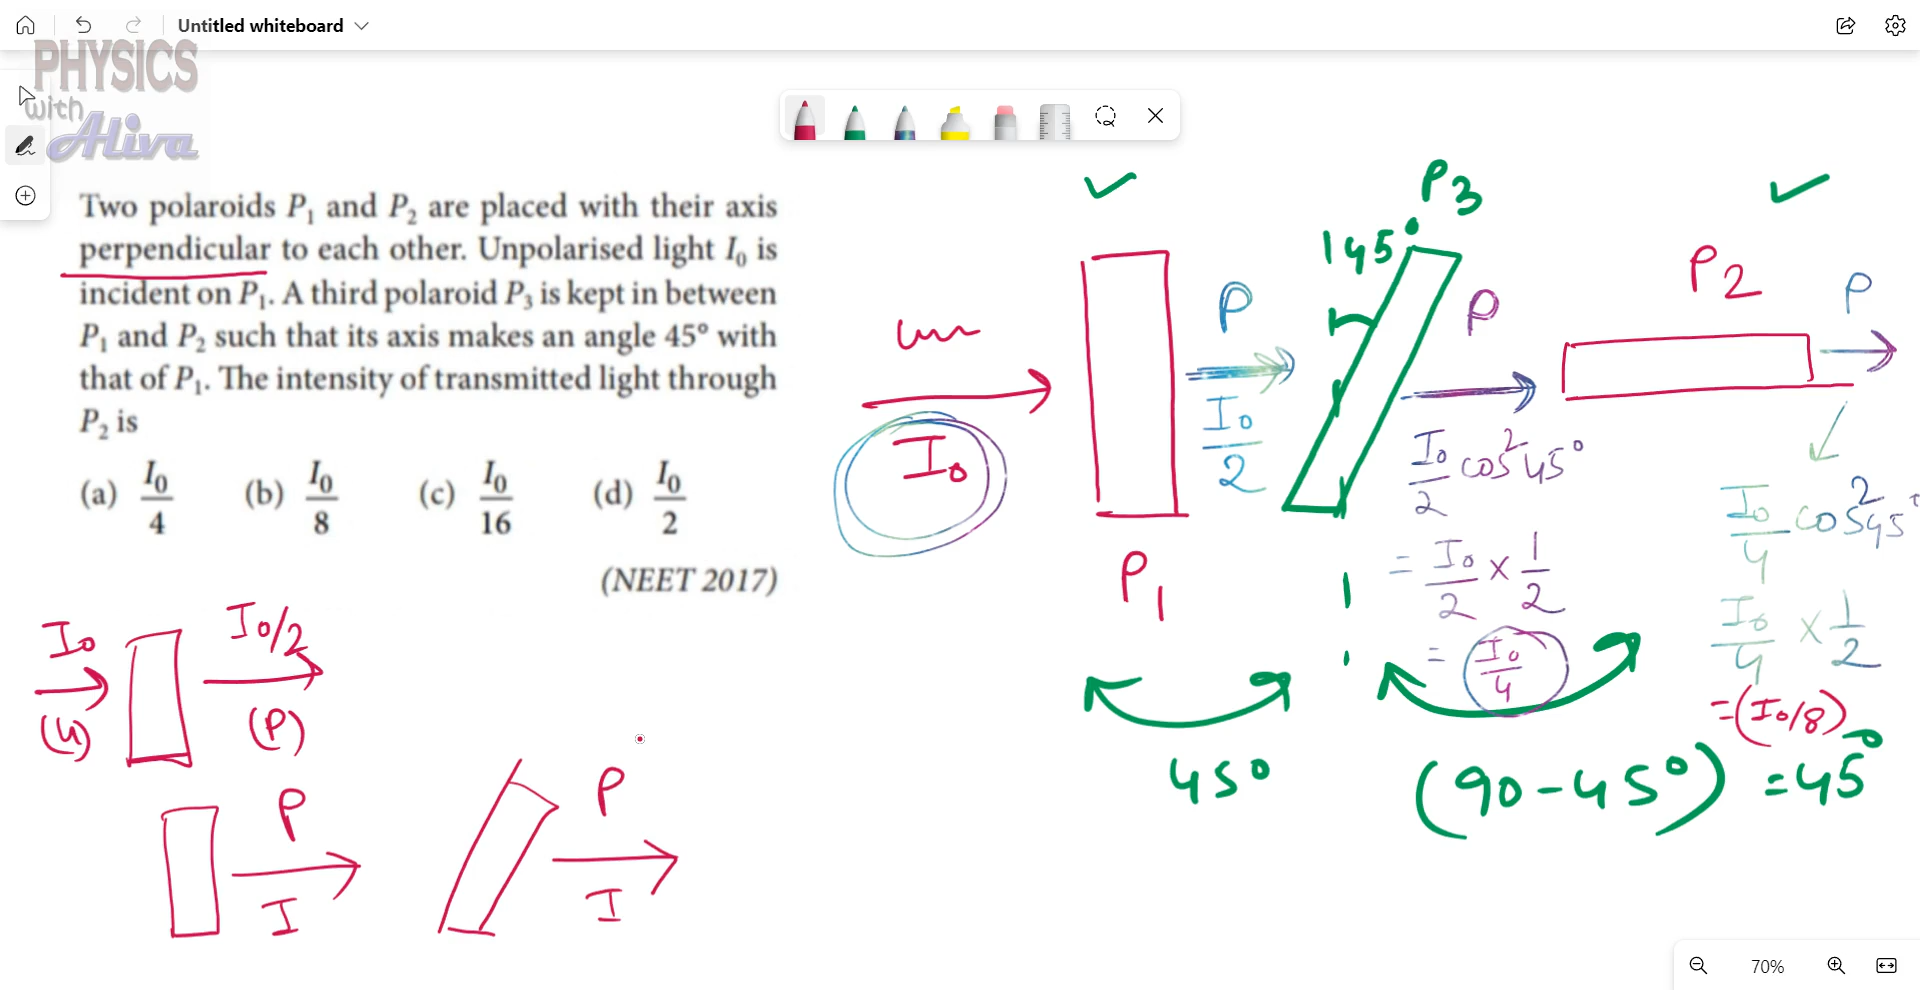 Untitled whiteboard
PHYSICS
with
Aliva
Two polaroids P₁ and P₂ are placed with their axis
perpendicular to each other. Unpolarised light I₀ is
incident on P₁. A third polaroid P₃ is kept in between
P₁ and P₂ such that its axis makes an angle 45° with
that of P₁. The intensity of transmitted light through
P₂ is
(a) I₀/4 (b) I₀/8 (c) I₀/16 (d) I₀/2
(NEET 2017)
I₀
(u)
I₀/2
(P)
P
I
P
I
I₀
P₁
P
I₀/2
45°
P₃
P
I₀/2 cos²45°
= I₀/2 × 1/2
= I₀/4
P₂
P
I₀/4 cos²45°
I₀/4 × 1/2
=(I₀/8)
45°
(90-45°) =45°
70%